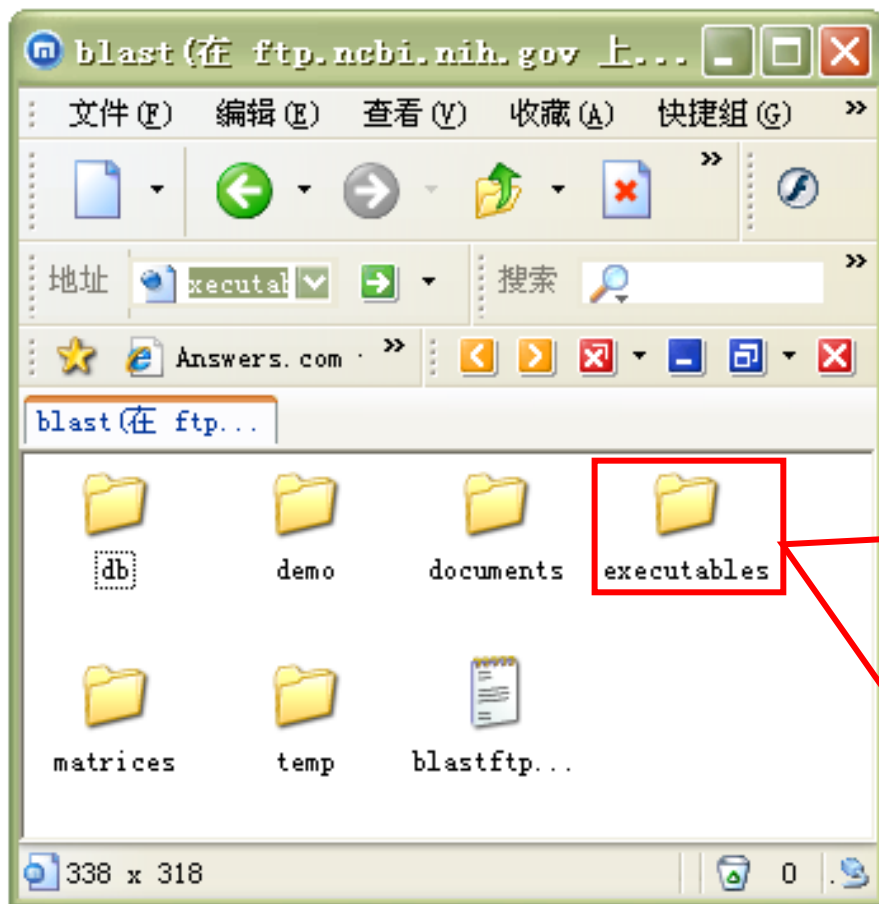 blast(在 ftp.ncbi.nih.gov 上...
文件(F) 编辑(E) 查看(V) 收藏(A) 快捷组(G) »
»
地址 xecutab 搜索 »
Answers.com · »
blast(在 ftp...
db demo documents executables
matrices temp blastftp...
338 x 318 0